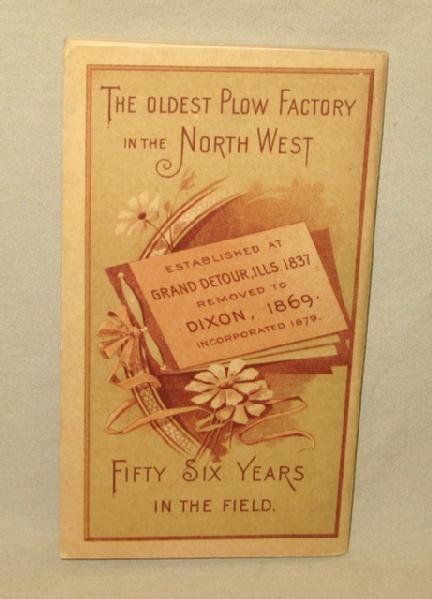 THE OLDEST PLOW FACTORY
IN THE NORTH WEST
ESTABLISHED AT
GRAND DETOUR, ILLS. 1837
REMOVED TO
DIXON, 1869.
INCORPORATED 1879.
FIFTY SIX YEARS
IN THE FIELD.